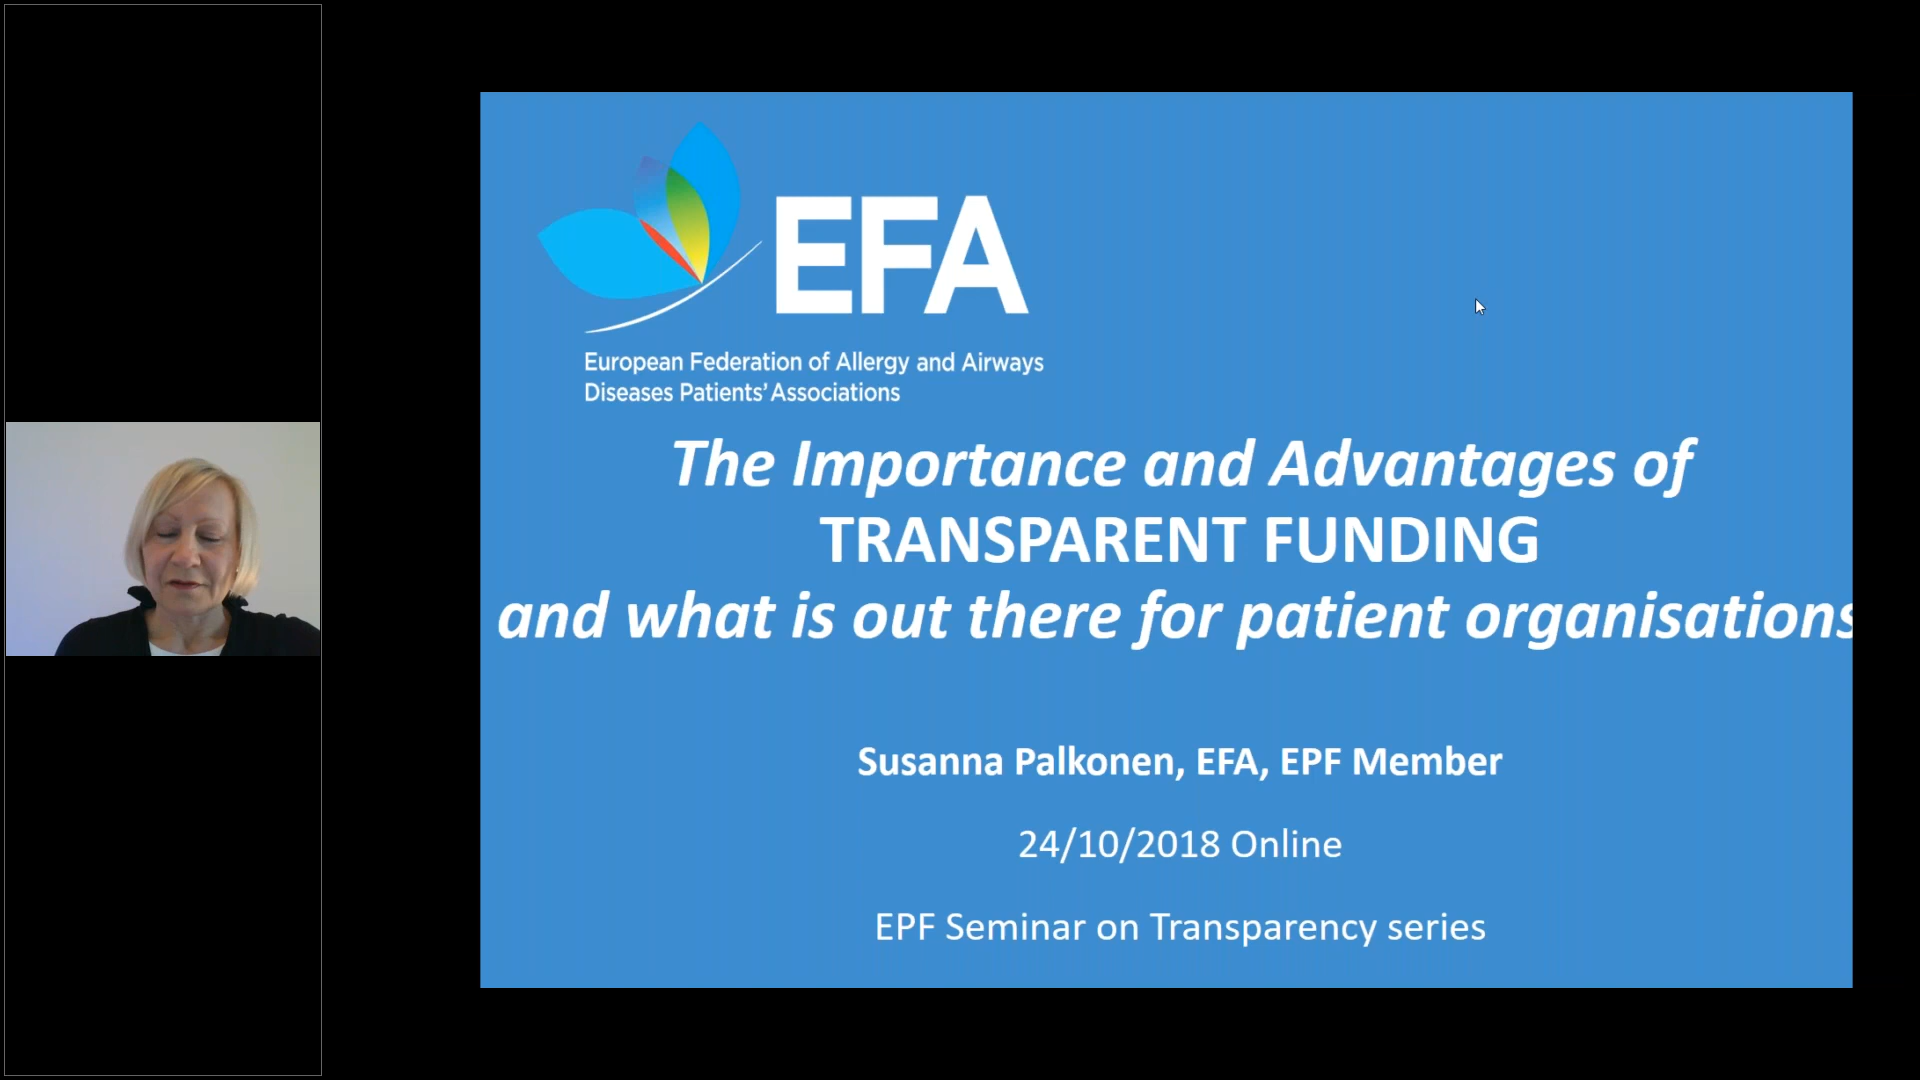 EFA
European Federation of Allergy and Airways
Diseases Patients' Associations
The Importance and Advantages of
TRANSPARENT FUNDING
and what is out there for patient organisations
Susanna Palkonen, EFA, EPF Member
24/10/2018 Online
EPF Seminar on Transparency series